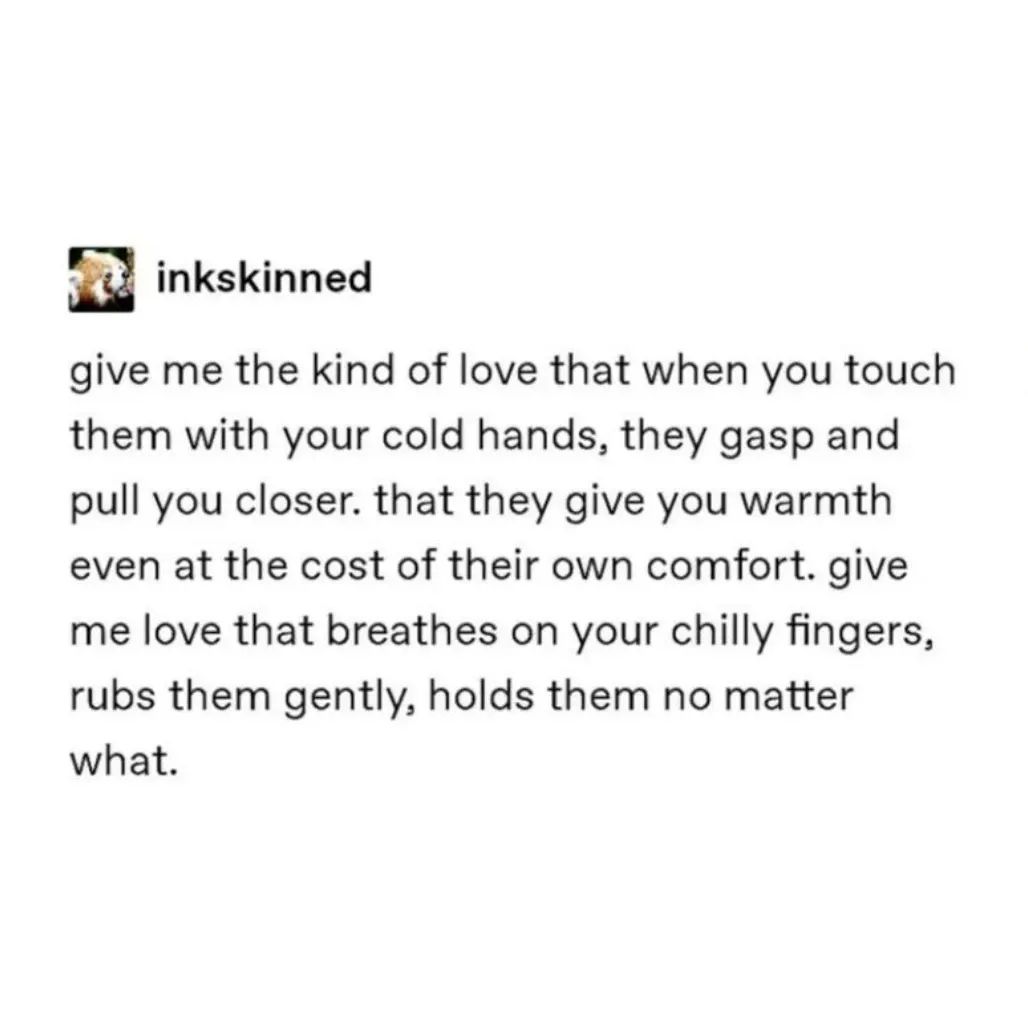 inkskinned
give me the kind of love that when you touch
them with your cold hands, they gasp and
pull you closer. that they give you warmth
even at the cost of their own comfort. give
me love that breathes on your chilly fingers,
rubs them gently, holds them no matter
what.